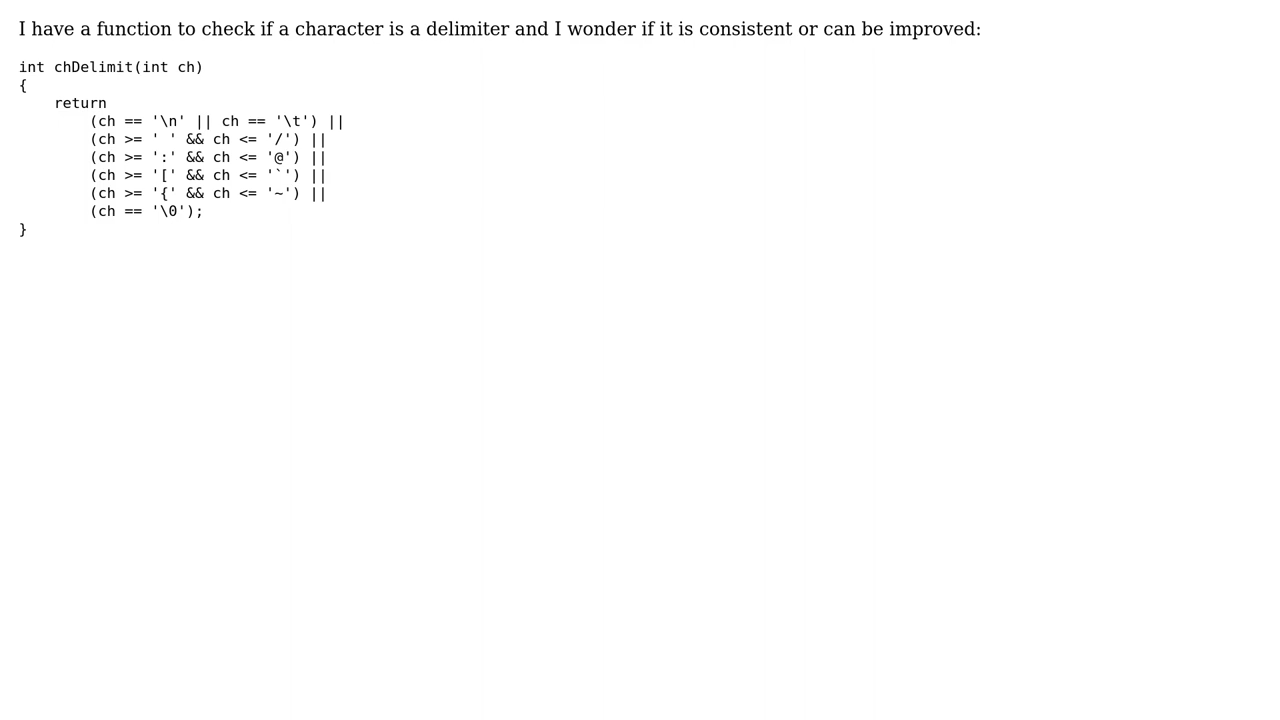 I have a function to check if a character is a delimiter and I wonder if it is consistent or can be improved:
int chDelimit(int ch)
{
    return
        (ch == '\n' || ch == '\t') ||
        (ch >= ' ' && ch <= '/') ||
        (ch >= ':' && ch <= '@') ||
        (ch >= '[' && ch <= '`') ||
        (ch >= '{' && ch <= '~') ||
        (ch == '\0');
}